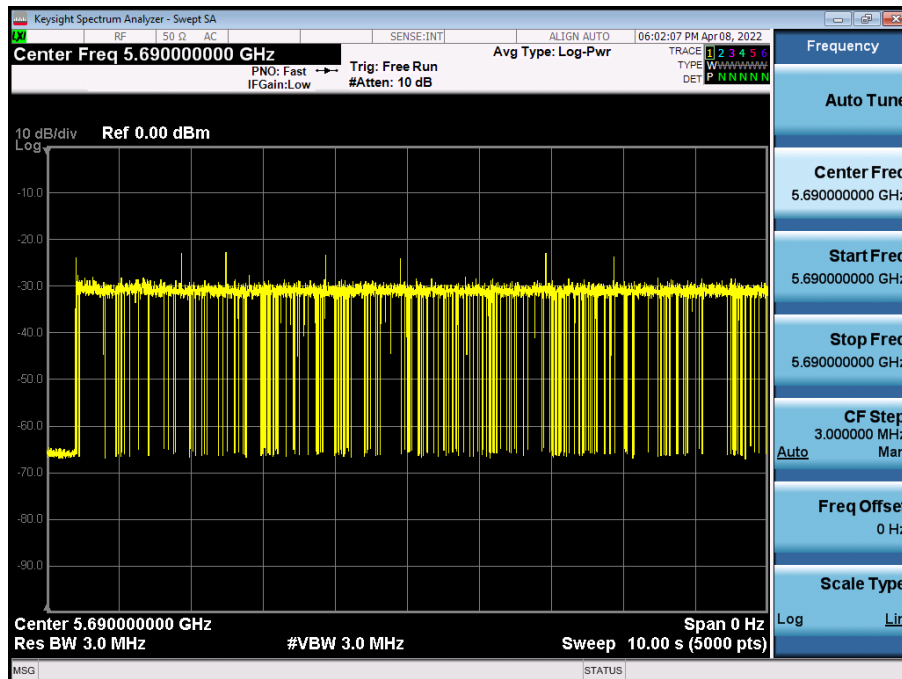 Keysight Spectrum Analyzer - Swept SA
LXI RF 50 Ω AC SENSE:INT ALIGN AUTO 06:02:07 PM Apr 08, 2022
Center Freq 5.690000000 GHz
PNO: Fast
IFGain:Low
Trig: Free Run
#Atten: 10 dB
Avg Type: Log-Pwr
TRACE 1 2 3 4 5 6
TYPE WWWWWW
DET P N N N N N
10 dB/div Ref 0.00 dBm
Log
-10.0
-20.0
-30.0
-40.0
-50.0
-60.0
-70.0
-80.0
-90.0
Center 5.690000000 GHz Span 0 Hz
Res BW 3.0 MHz #VBW 3.0 MHz Sweep 10.00 s (5000 pts)
MSG STATUS
Frequency
Auto Tune
Center Freq
5.690000000 GHz
Start Freq
5.690000000 GHz
Stop Freq
5.690000000 GHz
CF Step
3.000000 MHz
Auto Man
Freq Offset
0 Hz
Scale Type
Log Lin